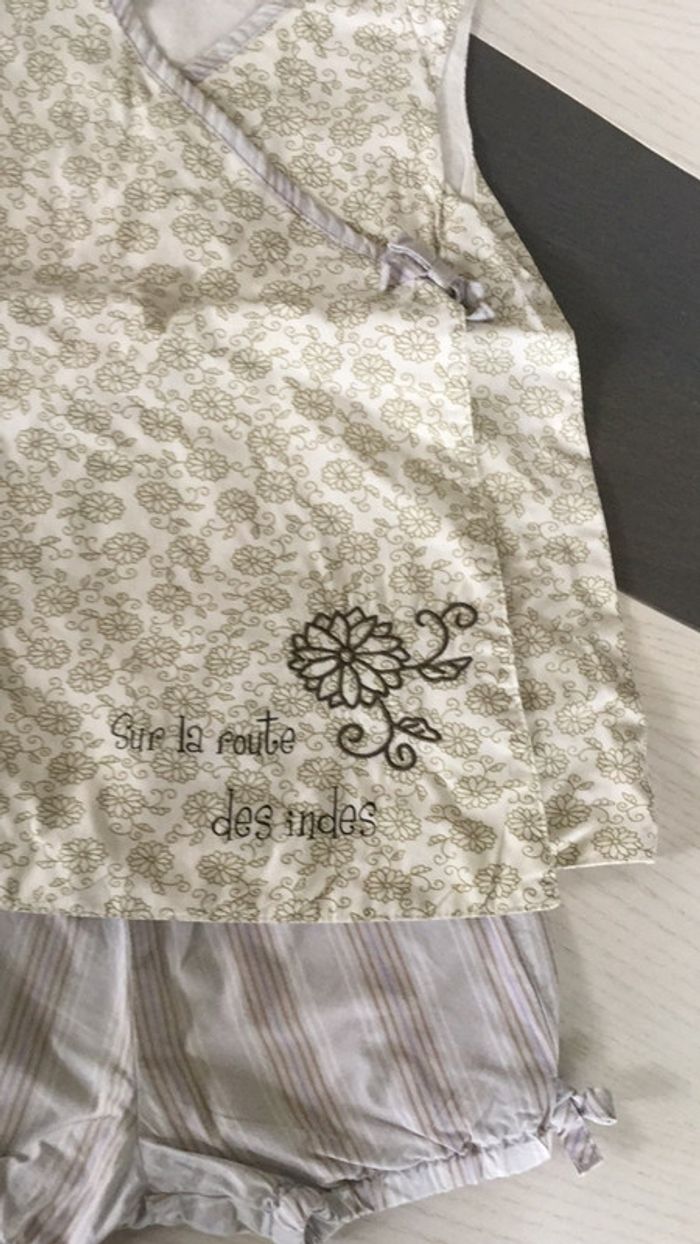 Sur la route
des indes